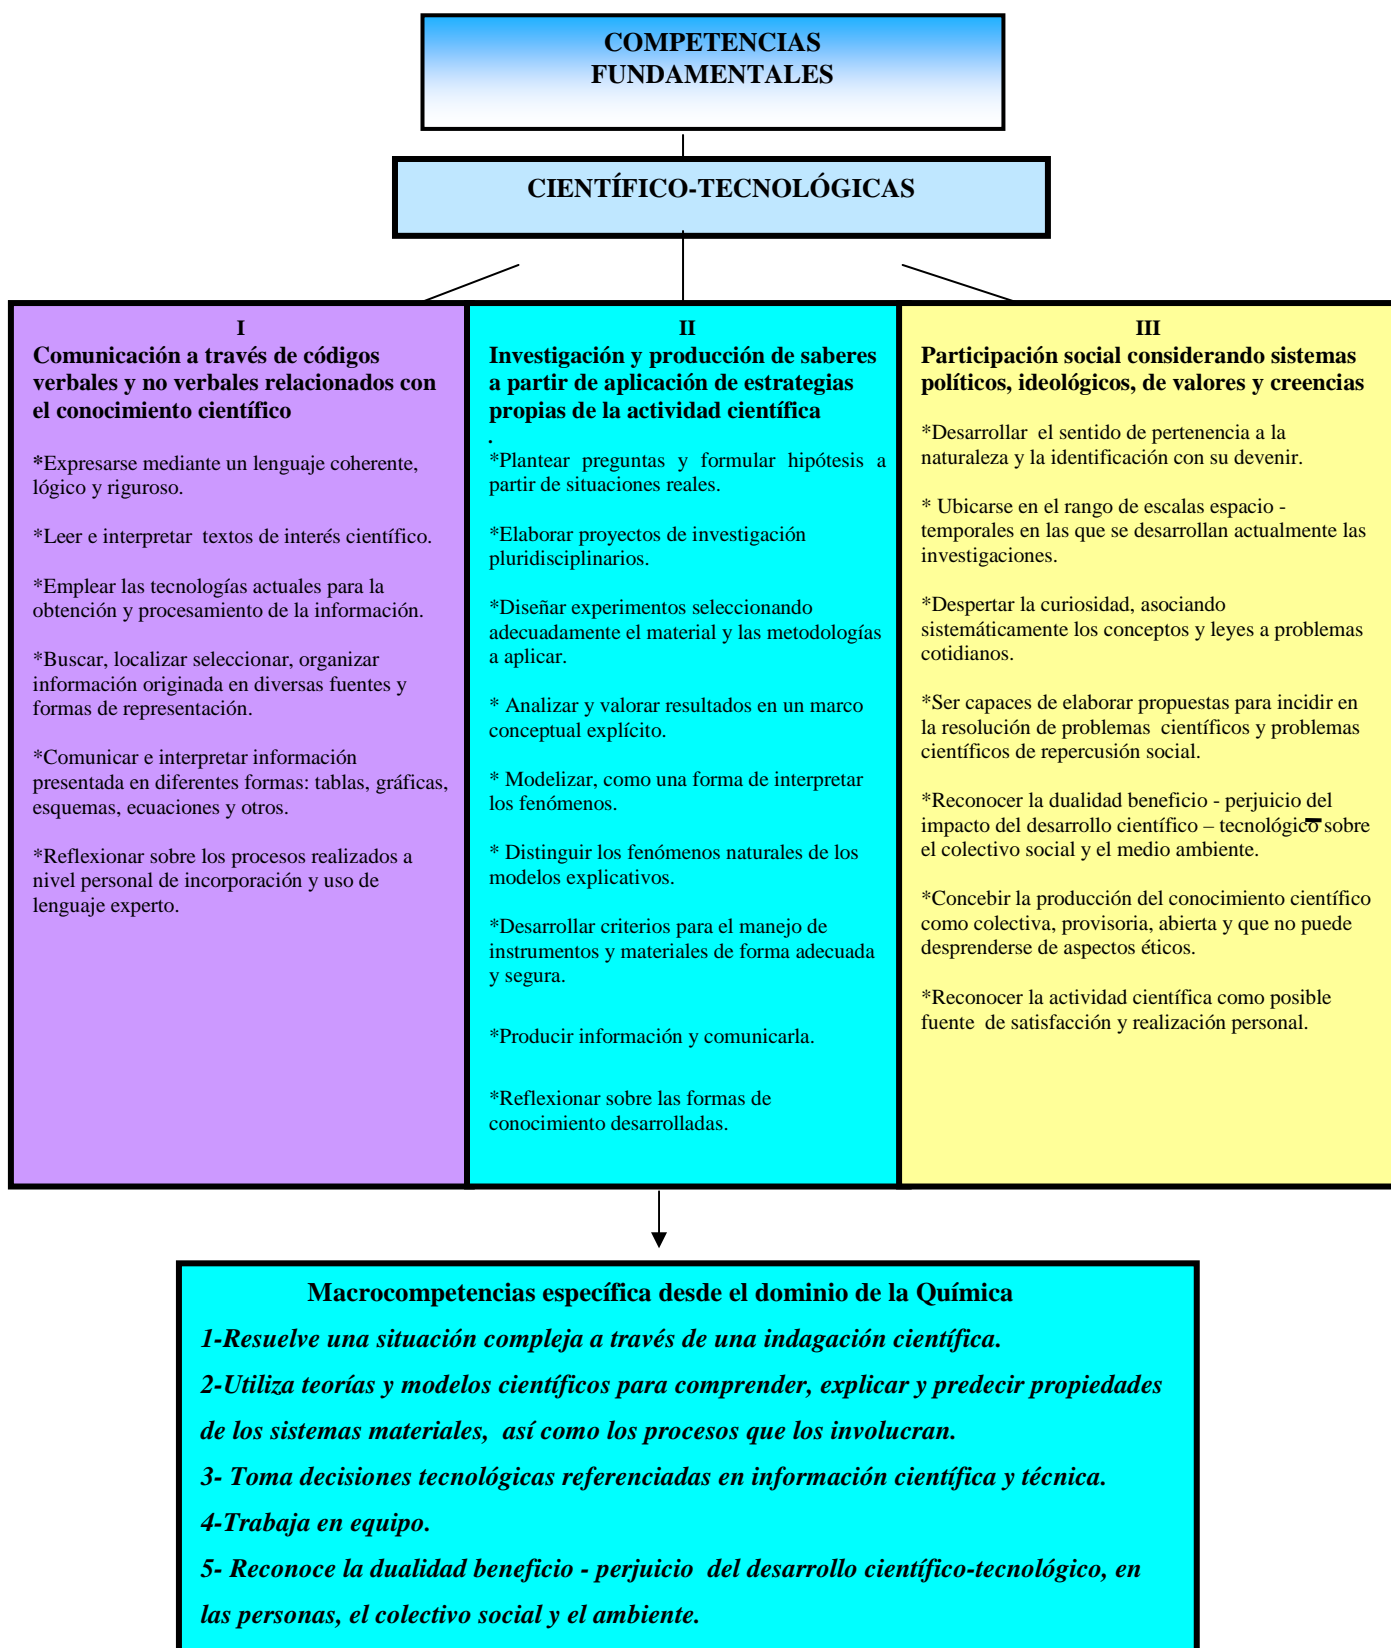 COMPETENCIAS
FUNDAMENTALES
CIENTÍFICO-TECNOLÓGICAS
I
Comunicación a través de códigos
verbales y no verbales relacionados con
el conocimiento científico
*Expresarse mediante un lenguaje coherente,
lógico y riguroso.
*Leer e interpretar textos de interés científico.
*Emplear las tecnologías actuales para la
obtención y procesamiento de la información.
*Buscar, localizar seleccionar, organizar
información originada en diversas fuentes y
formas de representación.
*Comunicar e interpretar información
presentada en diferentes formas: tablas, gráficas,
esquemas, ecuaciones y otros.
*Reflexionar sobre los procesos realizados a
nivel personal de incorporación y uso de
lenguaje experto.
II
Investigación y producción de saberes
a partir de aplicación de estrategias
propias de la actividad científica
.
*Plantear preguntas y formular hipótesis a
partir de situaciones reales.
*Elaborar proyectos de investigación
pluridisciplinarios.
*Diseñar experimentos seleccionando
adecuadamente el material y las metodologías
a aplicar.
* Analizar y valorar resultados en un marco
conceptual explícito.
* Modelizar, como una forma de interpretar
los fenómenos.
* Distinguir los fenómenos naturales de los
modelos explicativos.
*Desarrollar criterios para el manejo de
instrumentos y materiales de forma adecuada
y segura.
*Producir información y comunicarla.
*Reflexionar sobre las formas de
conocimiento desarrolladas.
III
Participación social considerando sistemas
políticos, ideológicos, de valores y creencias
*Desarrollar el sentido de pertenencia a la
naturaleza y la identificación con su devenir.
* Ubicarse en el rango de escalas espacio -
temporales en las que se desarrollan actualmente las
investigaciones.
*Despertar la curiosidad, asociando
sistemáticamente los conceptos y leyes a problemas
cotidianos.
*Ser capaces de elaborar propuestas para incidir en
la resolución de problemas científicos y problemas
científicos de repercusión social.
*Reconocer la dualidad beneficio - perjuicio del
impacto del desarrollo científico – tecnológico sobre
el colectivo social y el medio ambiente.
*Concebir la producción del conocimiento científico
como colectiva, provisoria, abierta y que no puede
desprenderse de aspectos éticos.
*Reconocer la actividad científica como posible
fuente de satisfacción y realización personal.
Macrocompetencias específica desde el dominio de la Química
1-Resuelve una situación compleja a través de una indagación científica.
2-Utiliza teorías y modelos científicos para comprender, explicar y predecir propiedades
de los sistemas materiales, así como los procesos que los involucran.
3- Toma decisiones tecnológicas referenciadas en información científica y técnica.
4-Trabaja en equipo.
5- Reconoce la dualidad beneficio - perjuicio del desarrollo científico-tecnológico, en
las personas, el colectivo social y el ambiente.